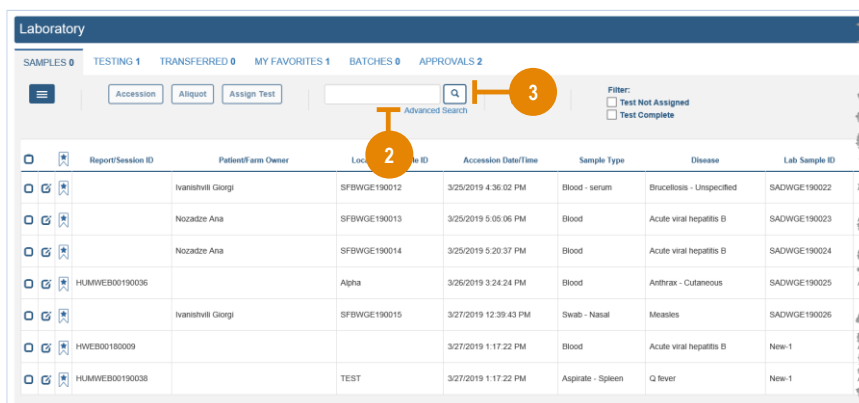 Laboratory
SAMPLES 0 TESTING 1 TRANSFERRED 0 MY FAVORITES 1 BATCHES 0 APPROVALS 2
Accession Aliquot Assign Test
3
Filter:
Test Not Assigned
Test Complete
Advanced Search
2
Report/Session ID Patient/Farm Owner ID Accession Date/Time Sample Type Disease Lab Sample ID
Ivanishvili Giorgi SFBWGE190012 3/25/2019 4:36:02 PM Blood - serum Brucellosis - Unspecified SADWGE190022
Nozadze Ana SFBWGE190013 3/25/2019 5:05:06 PM Blood Acute viral hepatitis B SADWGE190023
Nozadze Ana SFBWGE190014 3/25/2019 5:20:37 PM Blood Acute viral hepatitis B SADWGE190024
HUMWEB00190036 Alpha 3/26/2019 3:24:24 PM Blood Anthrax - Cutaneous SADWGE190025
Ivanishvili Giorgi SFBWGE190015 3/27/2019 12:39:43 PM Swab - Nasal Measles SADWGE190026
HWEB00180009 3/27/2019 1:17:22 PM Blood Acute viral hepatitis B New-1
HUMWEB00190038 TEST 3/27/2019 1:17:22 PM Aspirate - Spleen Q fever New-1